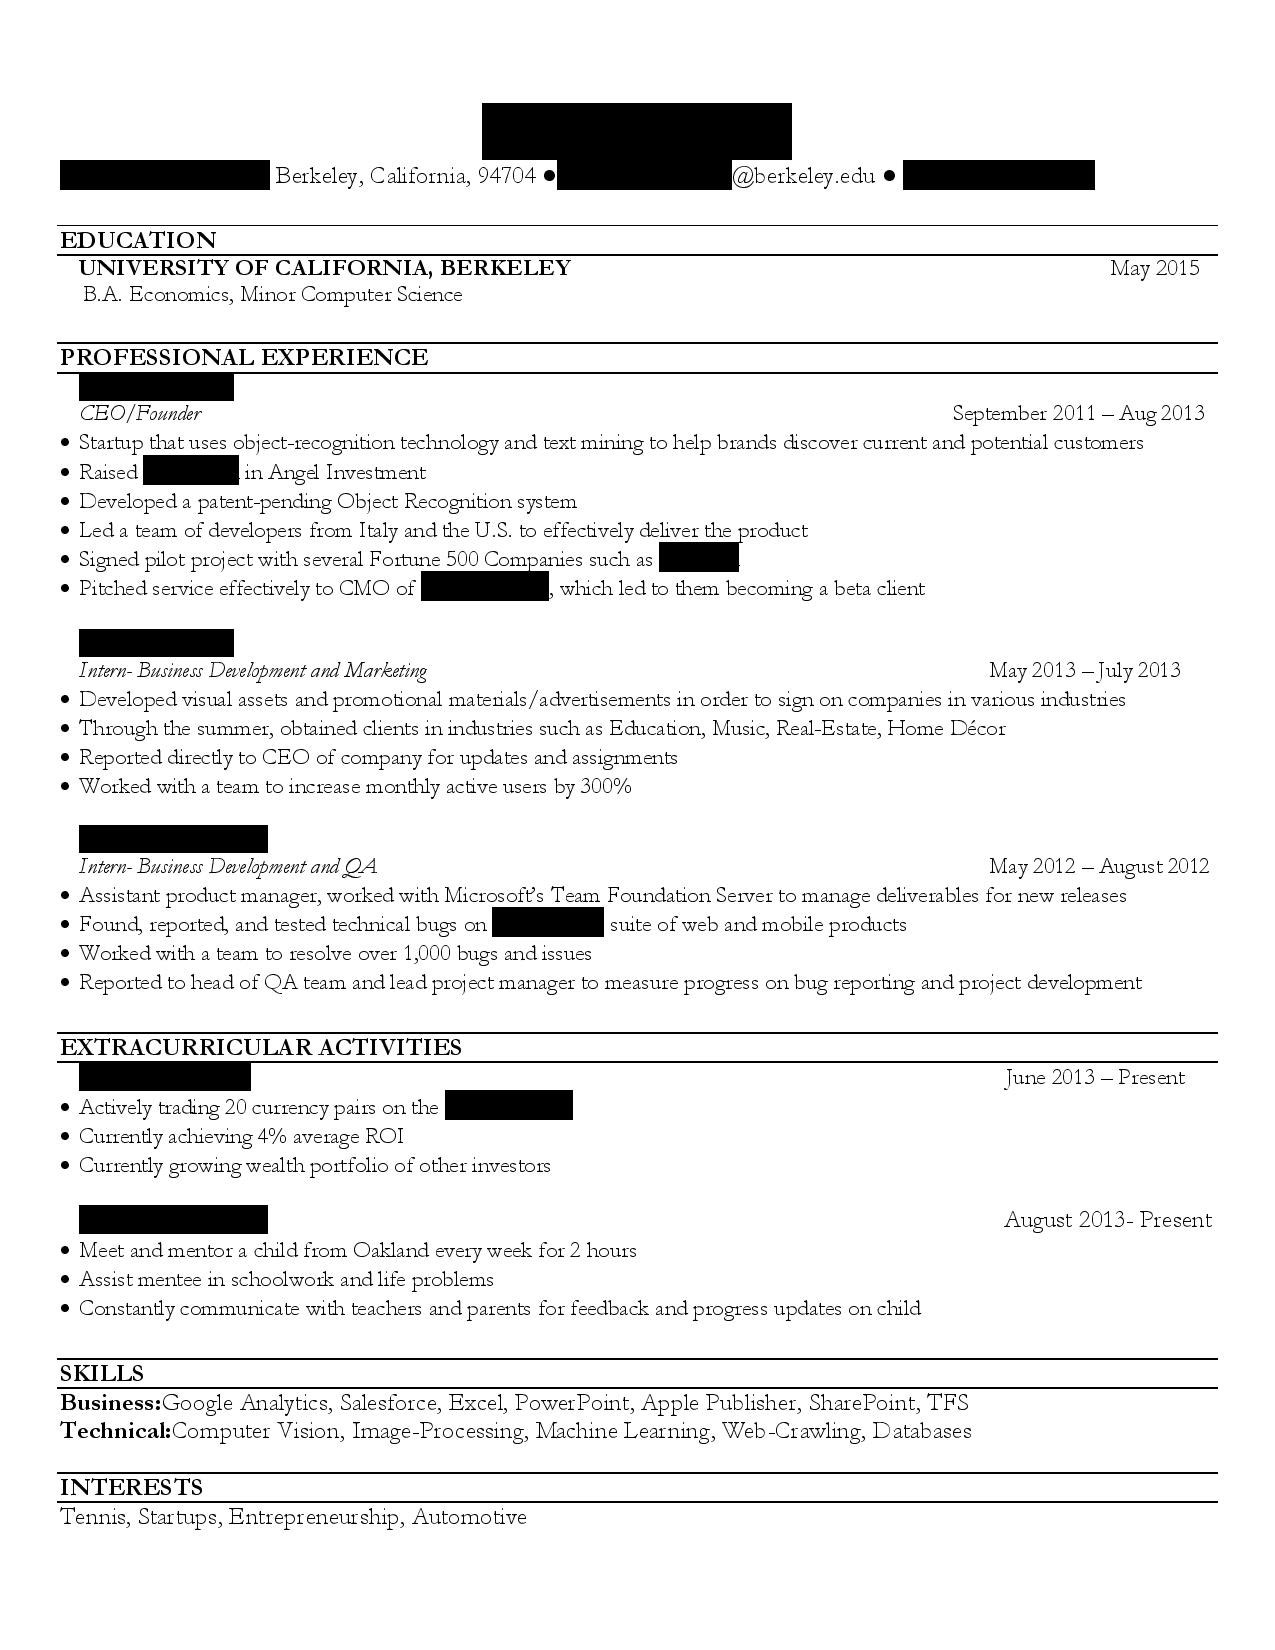 Berkeley, California, 94704 ● @berkeley.edu ●
EDUCATION
UNIVERSITY OF CALIFORNIA, BERKELEY May 2015
B.A. Economics, Minor Computer Science
PROFESSIONAL EXPERIENCE
CEO/Founder September 2011 – Aug 2013
• Startup that uses object-recognition technology and text mining to help brands discover current and potential customers
• Raised in Angel Investment
• Developed a patent-pending Object Recognition system
• Led a team of developers from Italy and the U.S. to effectively deliver the product
• Signed pilot project with several Fortune 500 Companies such as
• Pitched service effectively to CMO of , which led to them becoming a beta client
Intern- Business Development and Marketing May 2013 – July 2013
• Developed visual assets and promotional materials/advertisements in order to sign on companies in various industries
• Through the summer, obtained clients in industries such as Education, Music, Real-Estate, Home Décor
• Reported directly to CEO of company for updates and assignments
• Worked with a team to increase monthly active users by 300%
Intern- Business Development and QA May 2012 – August 2012
• Assistant product manager, worked with Microsoft's Team Foundation Server to manage deliverables for new releases
• Found, reported, and tested technical bugs on suite of web and mobile products
• Worked with a team to resolve over 1,000 bugs and issues
• Reported to head of QA team and lead project manager to measure progress on bug reporting and project development
EXTRACURRICULAR ACTIVITIES
June 2013 – Present
• Actively trading 20 currency pairs on the
• Currently achieving 4% average ROI
• Currently growing wealth portfolio of other investors
August 2013- Present
• Meet and mentor a child from Oakland every week for 2 hours
• Assist mentee in schoolwork and life problems
• Constantly communicate with teachers and parents for feedback and progress updates on child
SKILLS
Business:Google Analytics, Salesforce, Excel, PowerPoint, Apple Publisher, SharePoint, TFS
Technical:Computer Vision, Image-Processing, Machine Learning, Web-Crawling, Databases
INTERESTS
Tennis, Startups, Entrepreneurship, Automotive